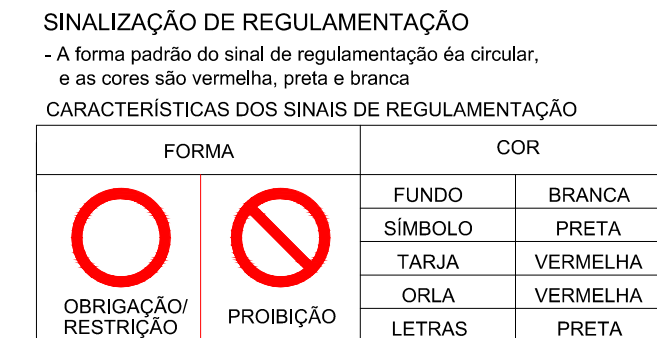 SINALIZAÇÃO DE REGULAMENTAÇÃO
- A forma padrão do sinal de regulamentação éa circular,
e as cores são vermelha, preta e branca
CARACTERÍSTICAS DOS SINAIS DE REGULAMENTAÇÃO
FORMA
COR
FUNDO BRANCA
SÍMBOLO PRETA
TARJA VERMELHA
ORLA VERMELHA
LETRAS PRETA
OBRIGAÇÃO/
RESTRIÇÃO
PROIBIÇÃO